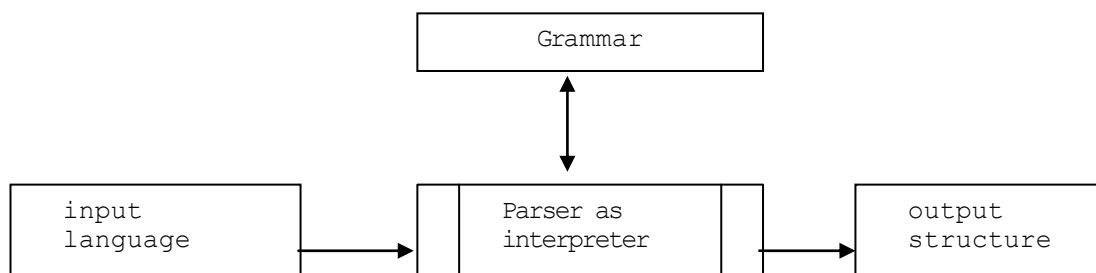 Grammar
input
language
Parser as
interpreter
output
structure